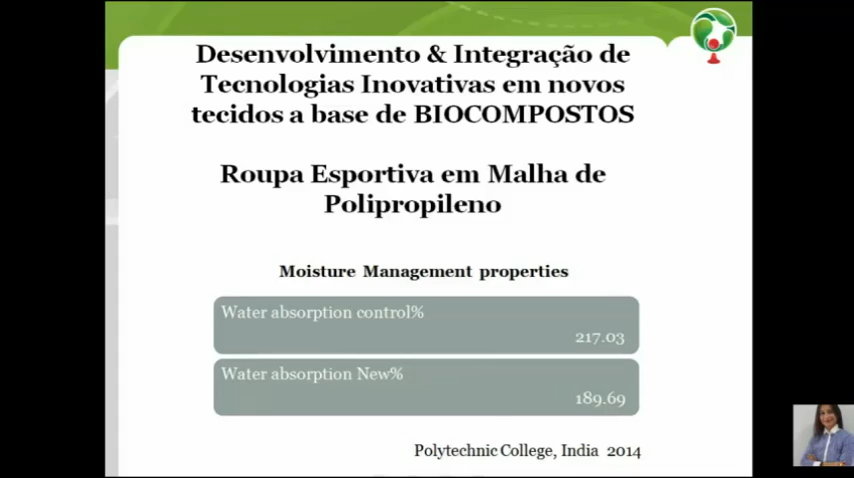 Desenvolvimento & Integração de
Tecnologias Inovativas em novos
tecidos a base de BIOCOMPOSTOS
Roupa Esportiva em Malha de
Polipropileno
Moisture Management properties
Water absorption control%
217.03
Water absorption New%
189.69
Polytechnic College, India 2014